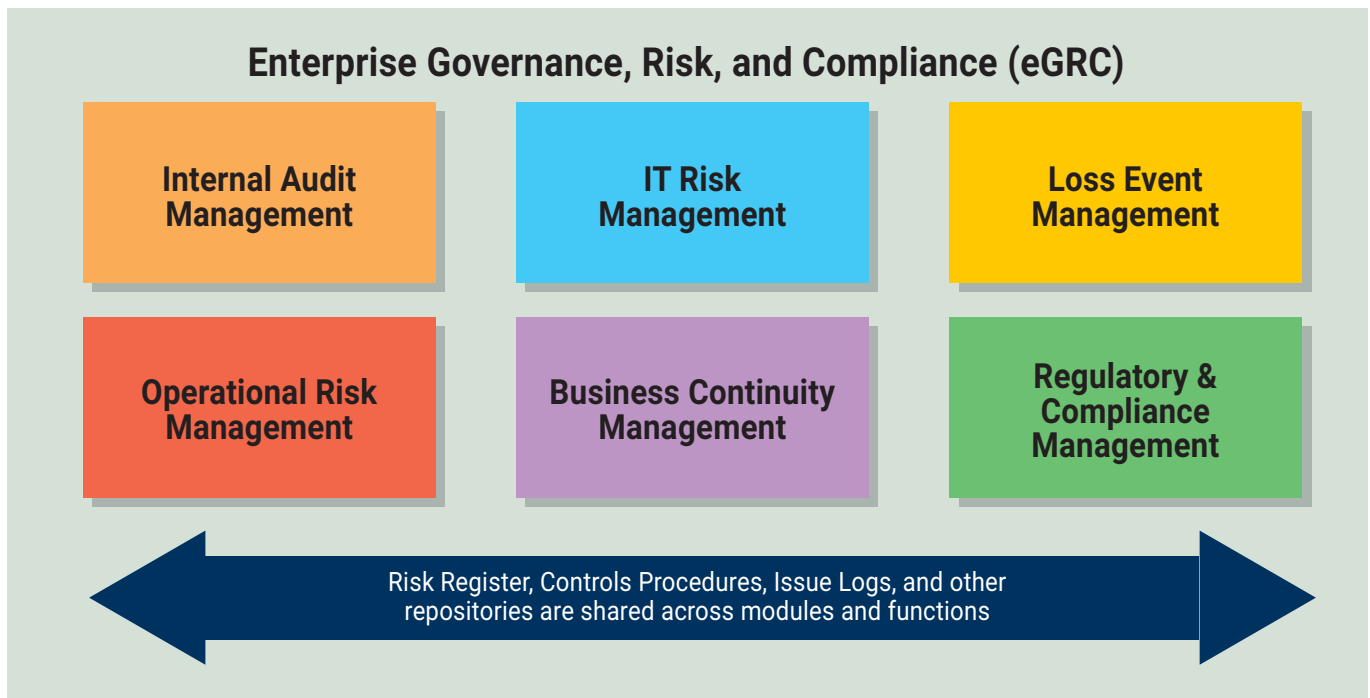 Enterprise Governance, Risk, and Compliance (eGRC)
Internal Audit
Management
IT Risk
Management
Loss Event
Management
Operational Risk
Management
Business Continuity
Management
Regulatory &
Compliance
Management
Risk Register, Controls Procedures, Issue Logs, and other
repositories are shared across modules and functions